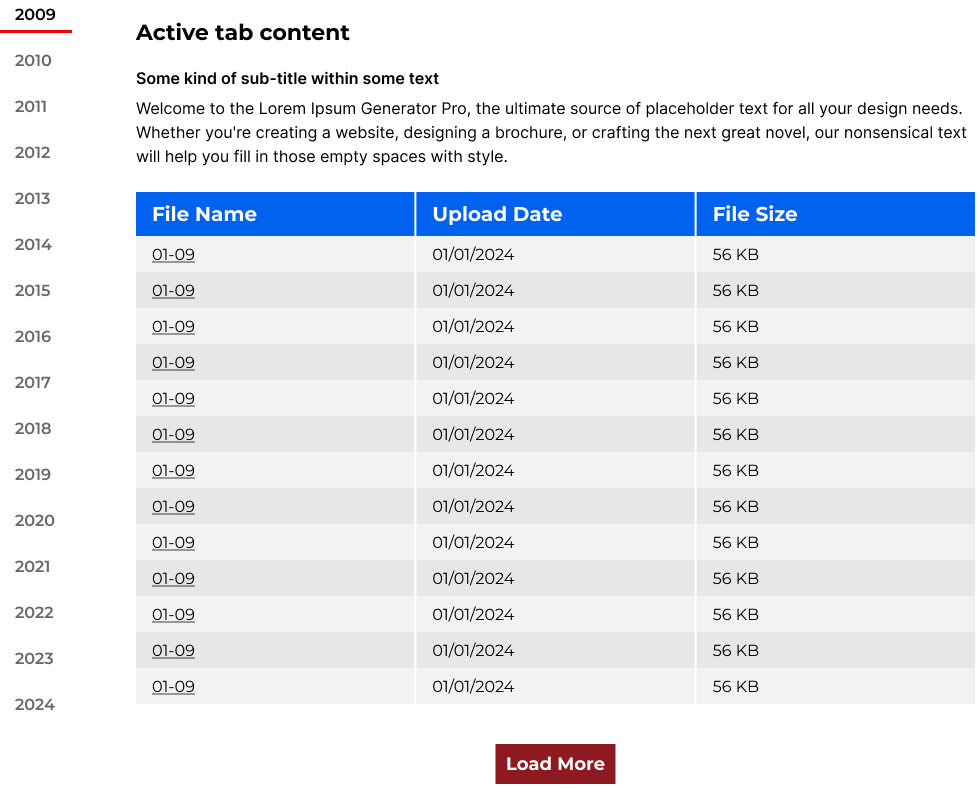 2009
2010
2011
2012
2013
2014
2015
2016
2017
2018
2019
2020
2021
2022
2023
2024
Active tab content
Some kind of sub-title within some text
Welcome to the Lorem Ipsum Generator Pro, the ultimate source of placeholder text for all your design needs.
Whether you're creating a website, designing a brochure, or crafting the next great novel, our nonsensical text
will help you fill in those empty spaces with style.
File Name Upload Date File Size
01-09 01/01/2024 56 KB
01-09 01/01/2024 56 KB
01-09 01/01/2024 56 KB
01-09 01/01/2024 56 KB
01-09 01/01/2024 56 KB
01-09 01/01/2024 56 KB
01-09 01/01/2024 56 KB
01-09 01/01/2024 56 KB
01-09 01/01/2024 56 KB
01-09 01/01/2024 56 KB
01-09 01/01/2024 56 KB
01-09 01/01/2024 56 KB
01-09 01/01/2024 56 KB
Load More